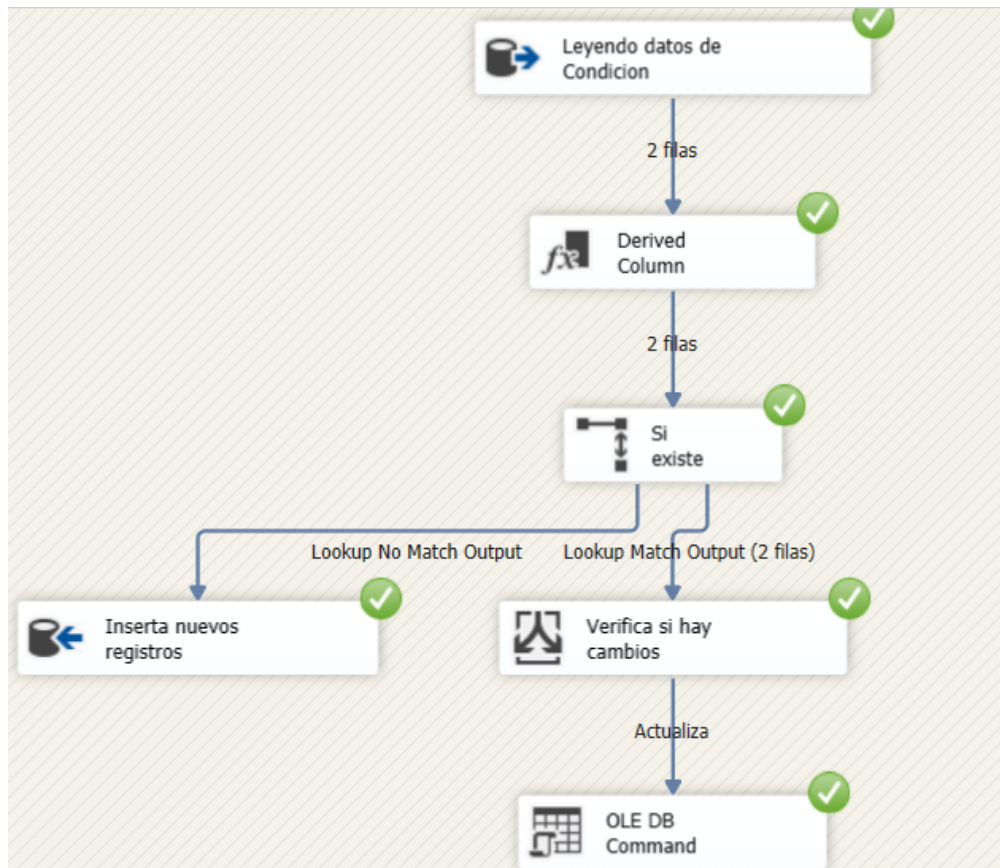 Leyendo datos de
Condicion
2 filas
fx
Derived
Column
2 filas
Si
existe
Lookup No Match Output
Lookup Match Output (2 filas)
Inserta nuevos
registros
Verifica si hay
cambios
Actualiza
OLE DB
Command